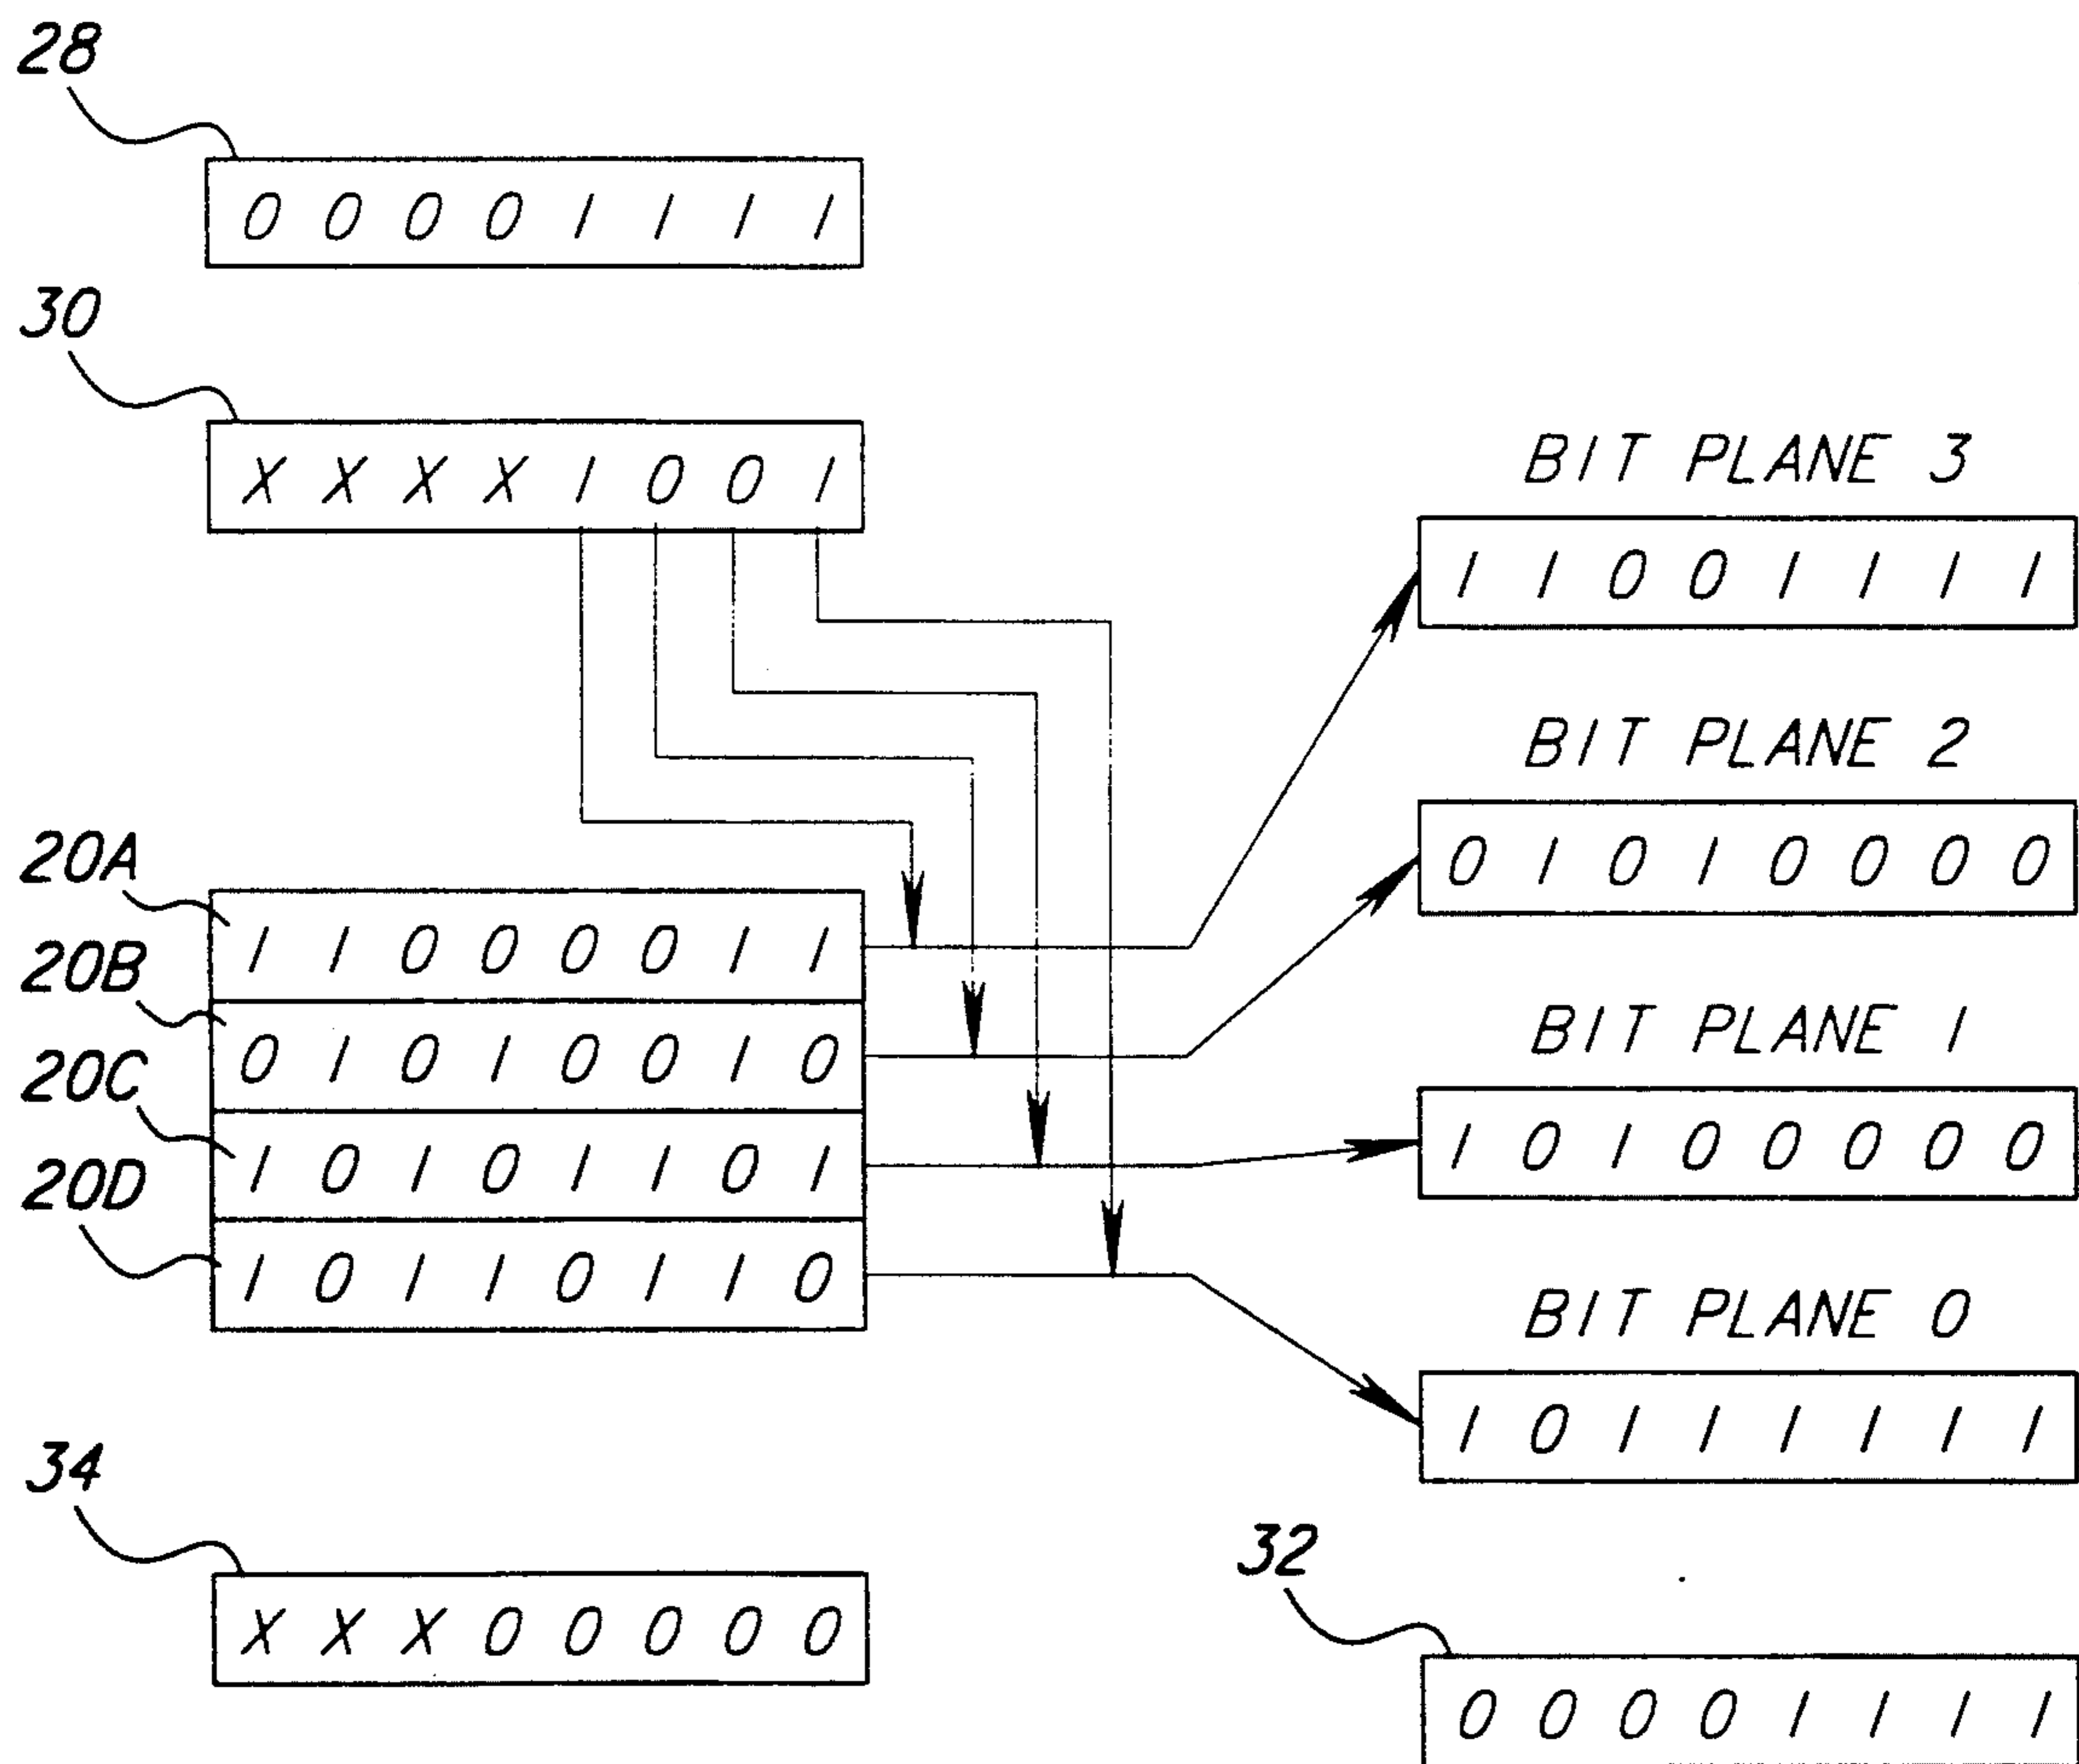 28
0 0 0 0 1 1 1 1
30
X X X X 1 0 0 1
BIT PLANE 3
1 1 0 0 1 1 1 1
BIT PLANE 2
0 1 0 1 0 0 0 0
20A
1 1 0 0 0 0 1 1
20B
0 1 0 1 0 0 1 0
BIT PLANE 1
20C
1 0 1 0 1 1 0 1
1 0 1 0 0 0 0 0
20D
1 0 1 1 0 1 1 0
BIT PLANE 0
1 0 1 1 1 1 1 1
34
X X X 0 0 0 0 0
32
0 0 0 0 1 1 1 1